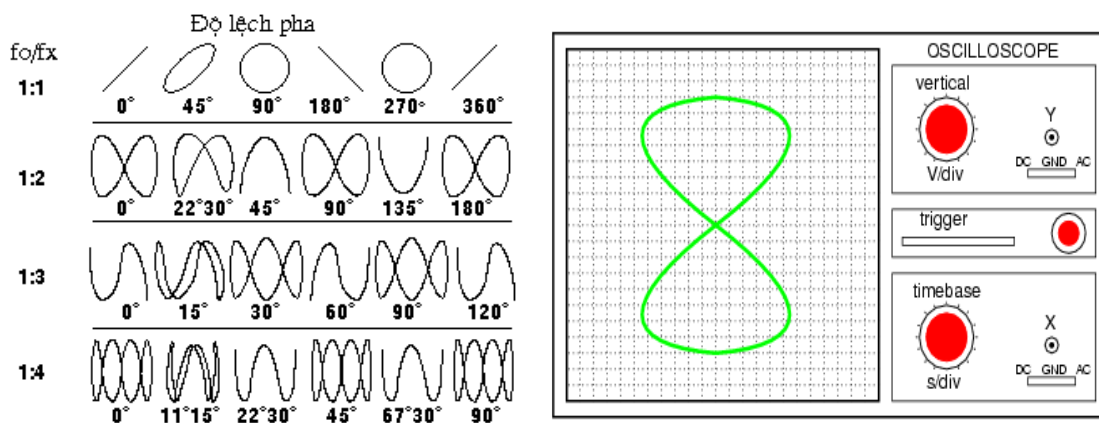 Độ lệch pha
fo/fx
1:1
0° 45° 90° 180° 270° 360°
1:2
0° 22°30° 45° 90° 135° 180°
1:3
0° 15° 30° 60° 90° 120°
1:4
0° 11°15° 22°30° 45° 67°30° 90°
OSCILLOSCOPE
vertical
Y
DC GND AC
V/div
trigger
timebase
X
DC GND AC
s/div